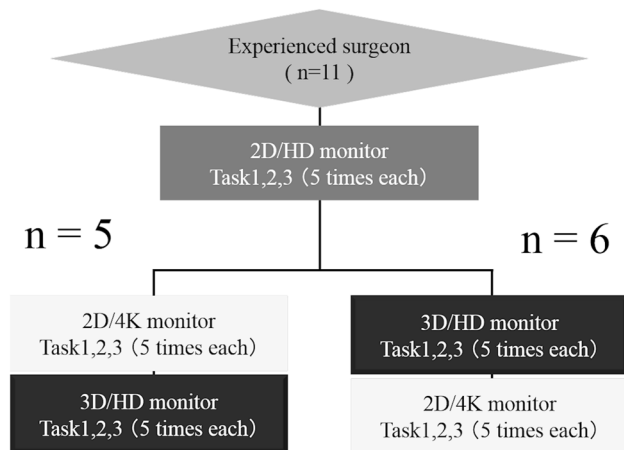 Experienced surgeon
( n=11 )
2D/HD monitor
Task1,2,3（5 times each）
n = 5
n = 6
2D/4K monitor
Task1,2,3（5 times each）
3D/HD monitor
Task1,2,3（5 times each）
3D/HD monitor
Task1,2,3（5 times each）
2D/4K monitor
Task1,2,3（5 times each）